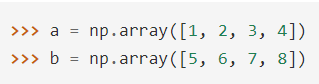 >>> a = np.array([1, 2, 3, 4])
>>> b = np.array([5, 6, 7, 8])